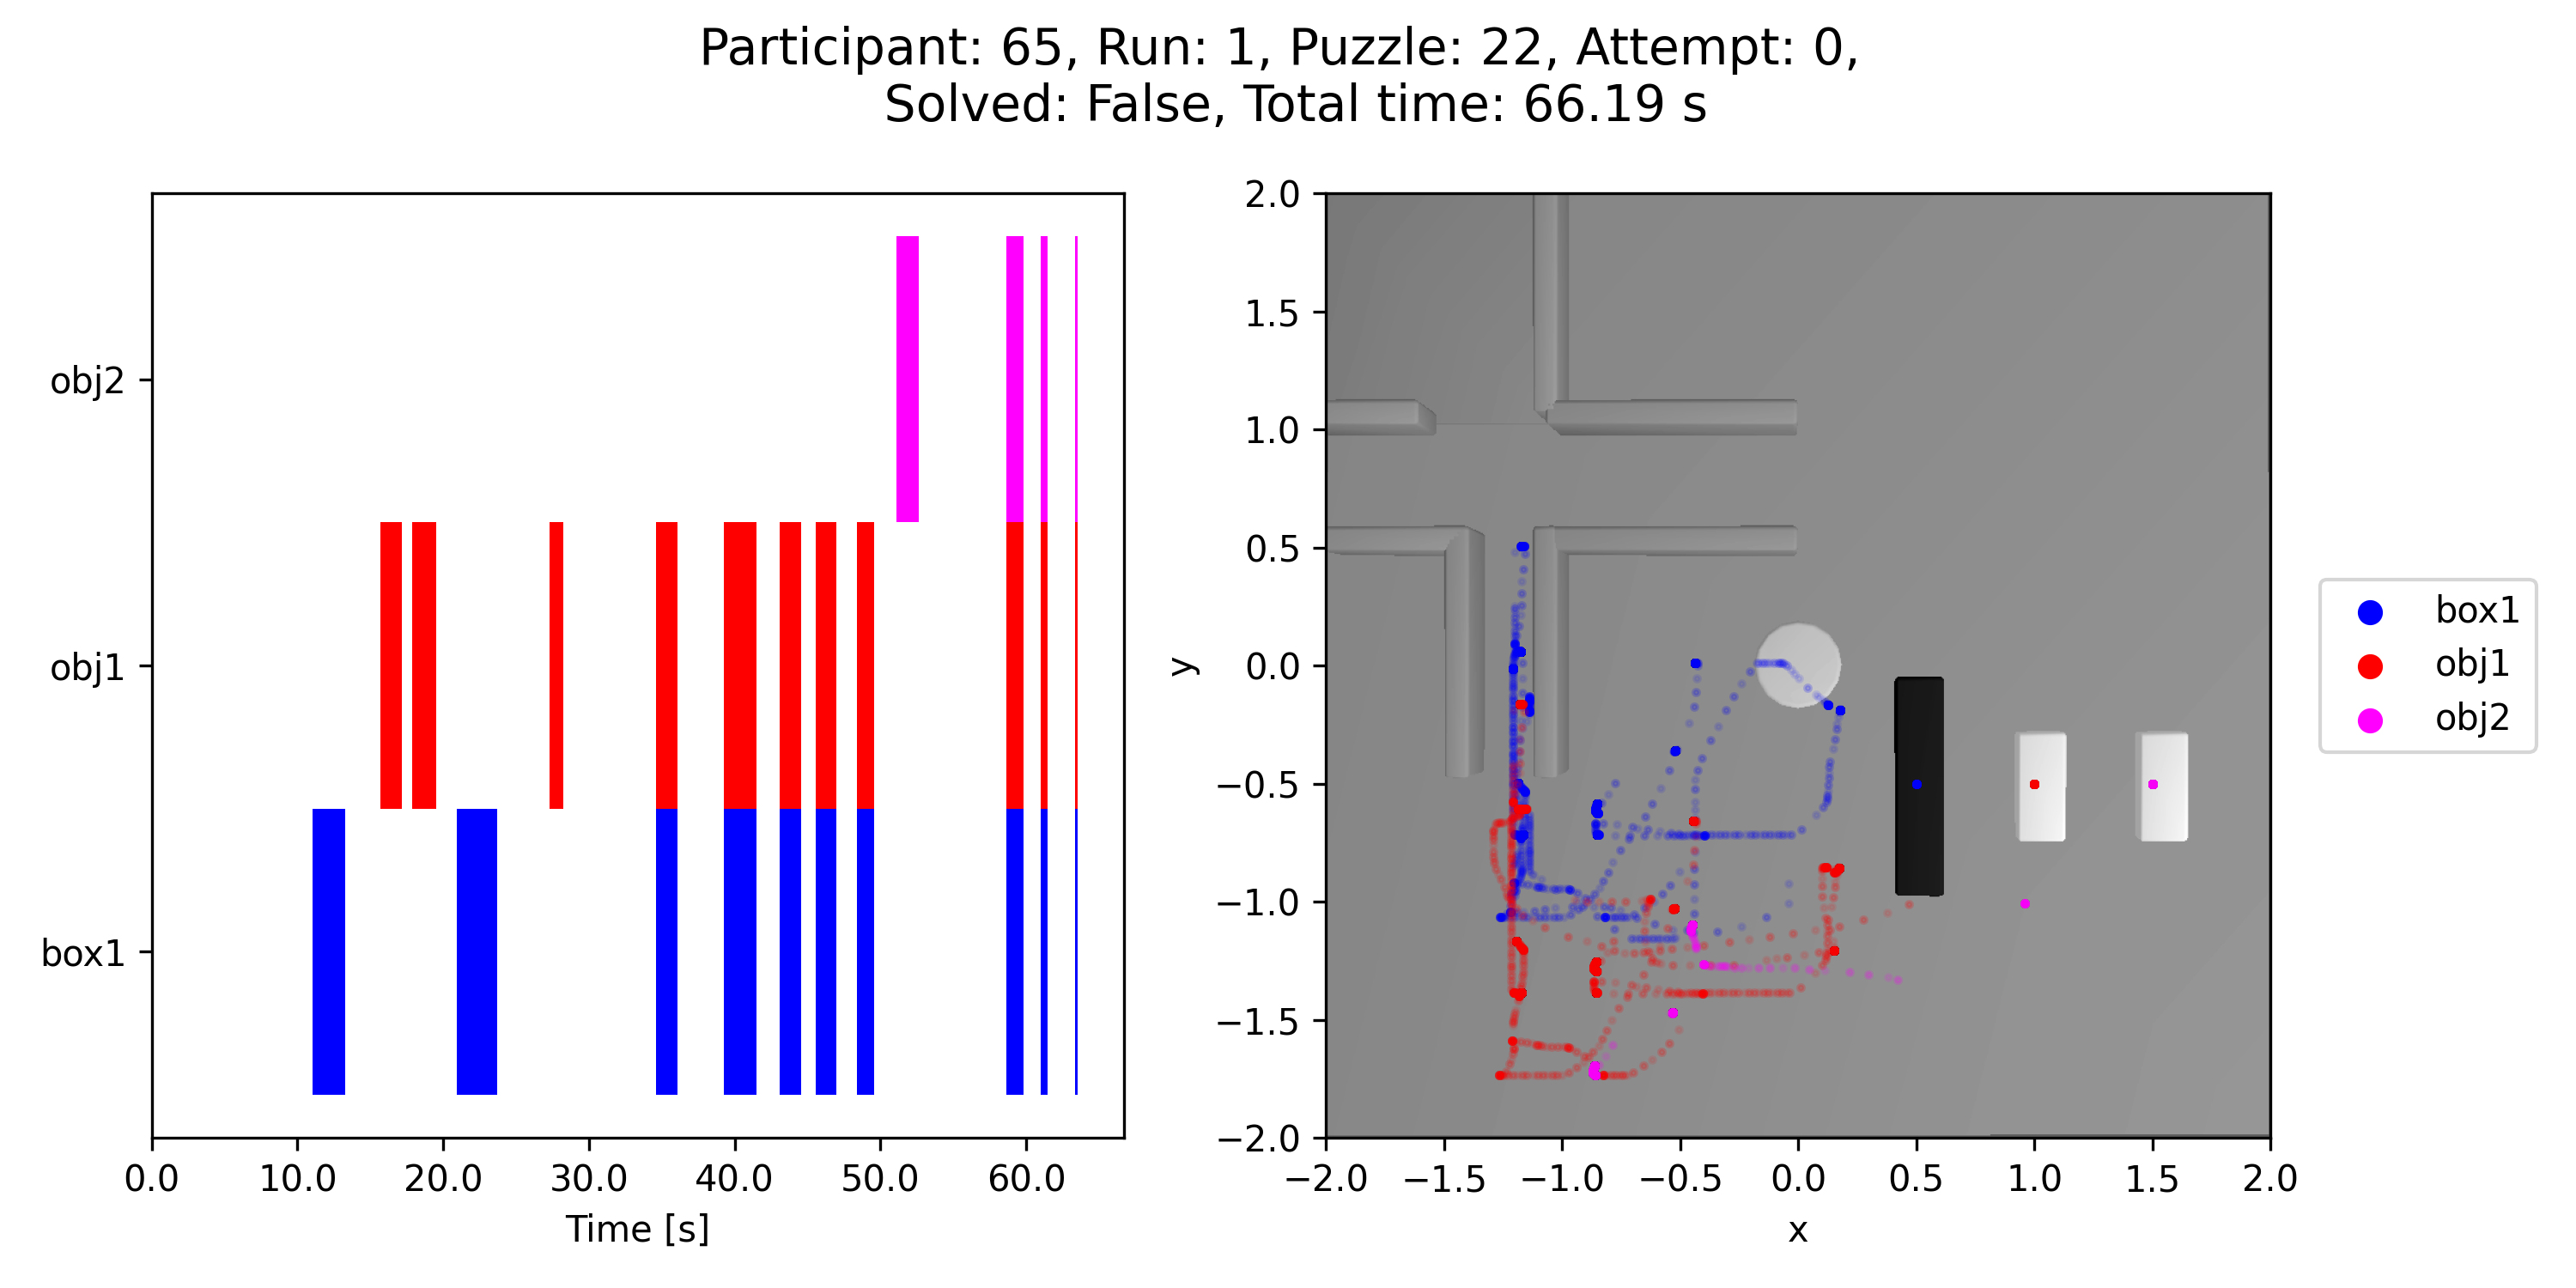 Participant: 65, Run: 1, Puzzle: 22, Attempt: 0,
Solved: False, Total time: 66.19 s
obj2
obj1
box1
0.0 10.0 20.0 30.0 40.0 50.0 60.0
Time [s]
2.0
1.5
1.0
0.5
0.0
−0.5
−1.0
−1.5
−2.0
y
−2.0 −1.5 −1.0 −0.5 0.0 0.5 1.0 1.5 2.0
x
box1
obj1
obj2